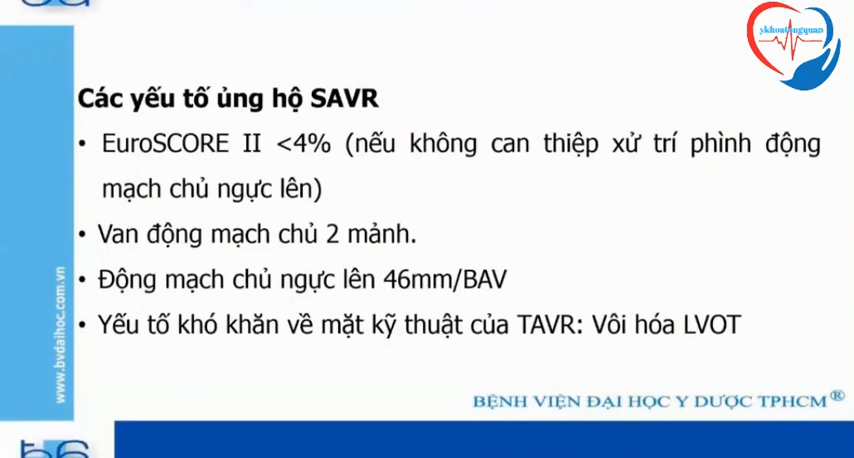 ykhoatongquan
Các yếu tố ủng hộ SAVR
• EuroSCORE II <4% (nếu không can thiệp xử trí phình động
mạch chủ ngực lên)
• Van động mạch chủ 2 mảnh.
• Động mạch chủ ngực lên 46mm/BAV
• Yếu tố khó khăn về mặt kỹ thuật của TAVR: Vôi hóa LVOT
www.bvdaihoc.com.vn
BỆNH VIỆN ĐẠI HỌC Y DƯỢC TPHCM®